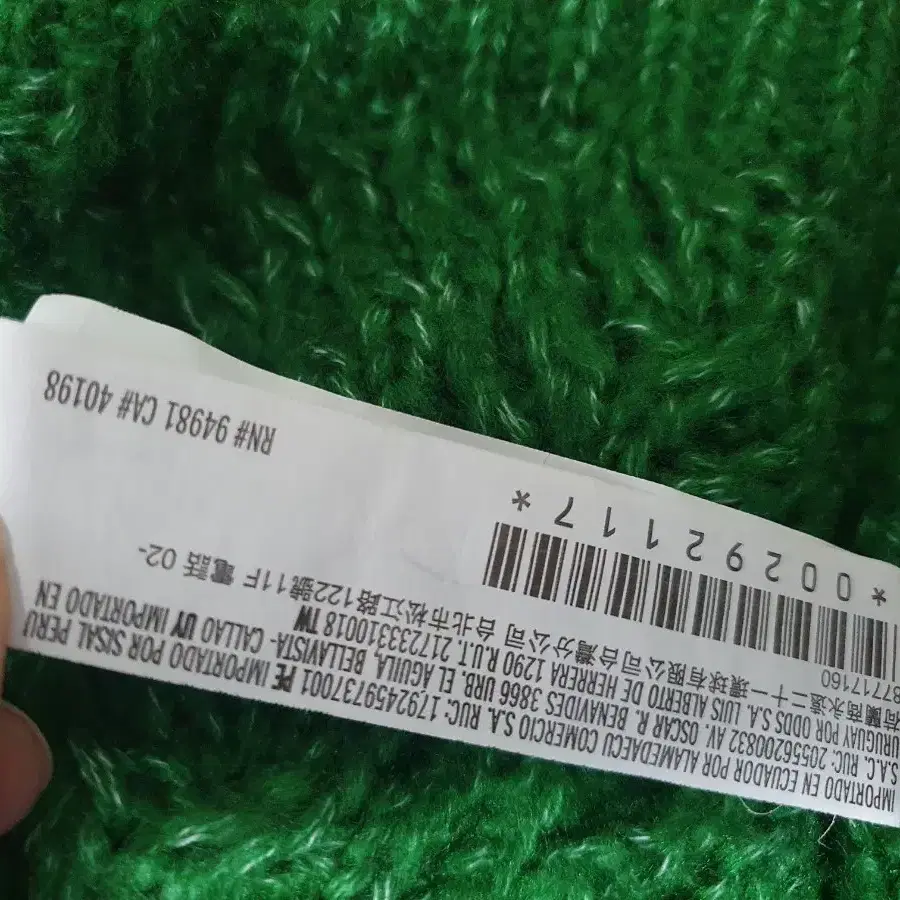 IMPORTADO EN ECUADOR POR ALAMEDAECU COMERCIO S.A. RUC: 1792459737001 PE IMPORTADO POR SISAL PERU
S.A.C. RUC: 20556200832 AV. OSCAR R. BENAVIDES 3866 URB. EL AGUILA, BELLAVISTA- CALLAO UY IMPORTADO EN
URUGUAY POR ODDS S.A. LUIS ALBERTO DE HERRERA 1290 R.U.T. 217233310018 TW
荷蘭商永遠二十一環球有限公司台灣分公司 台北市松江路122號11F 電話 02-
87717160
*00292117*
RN# 94981 CA# 40198